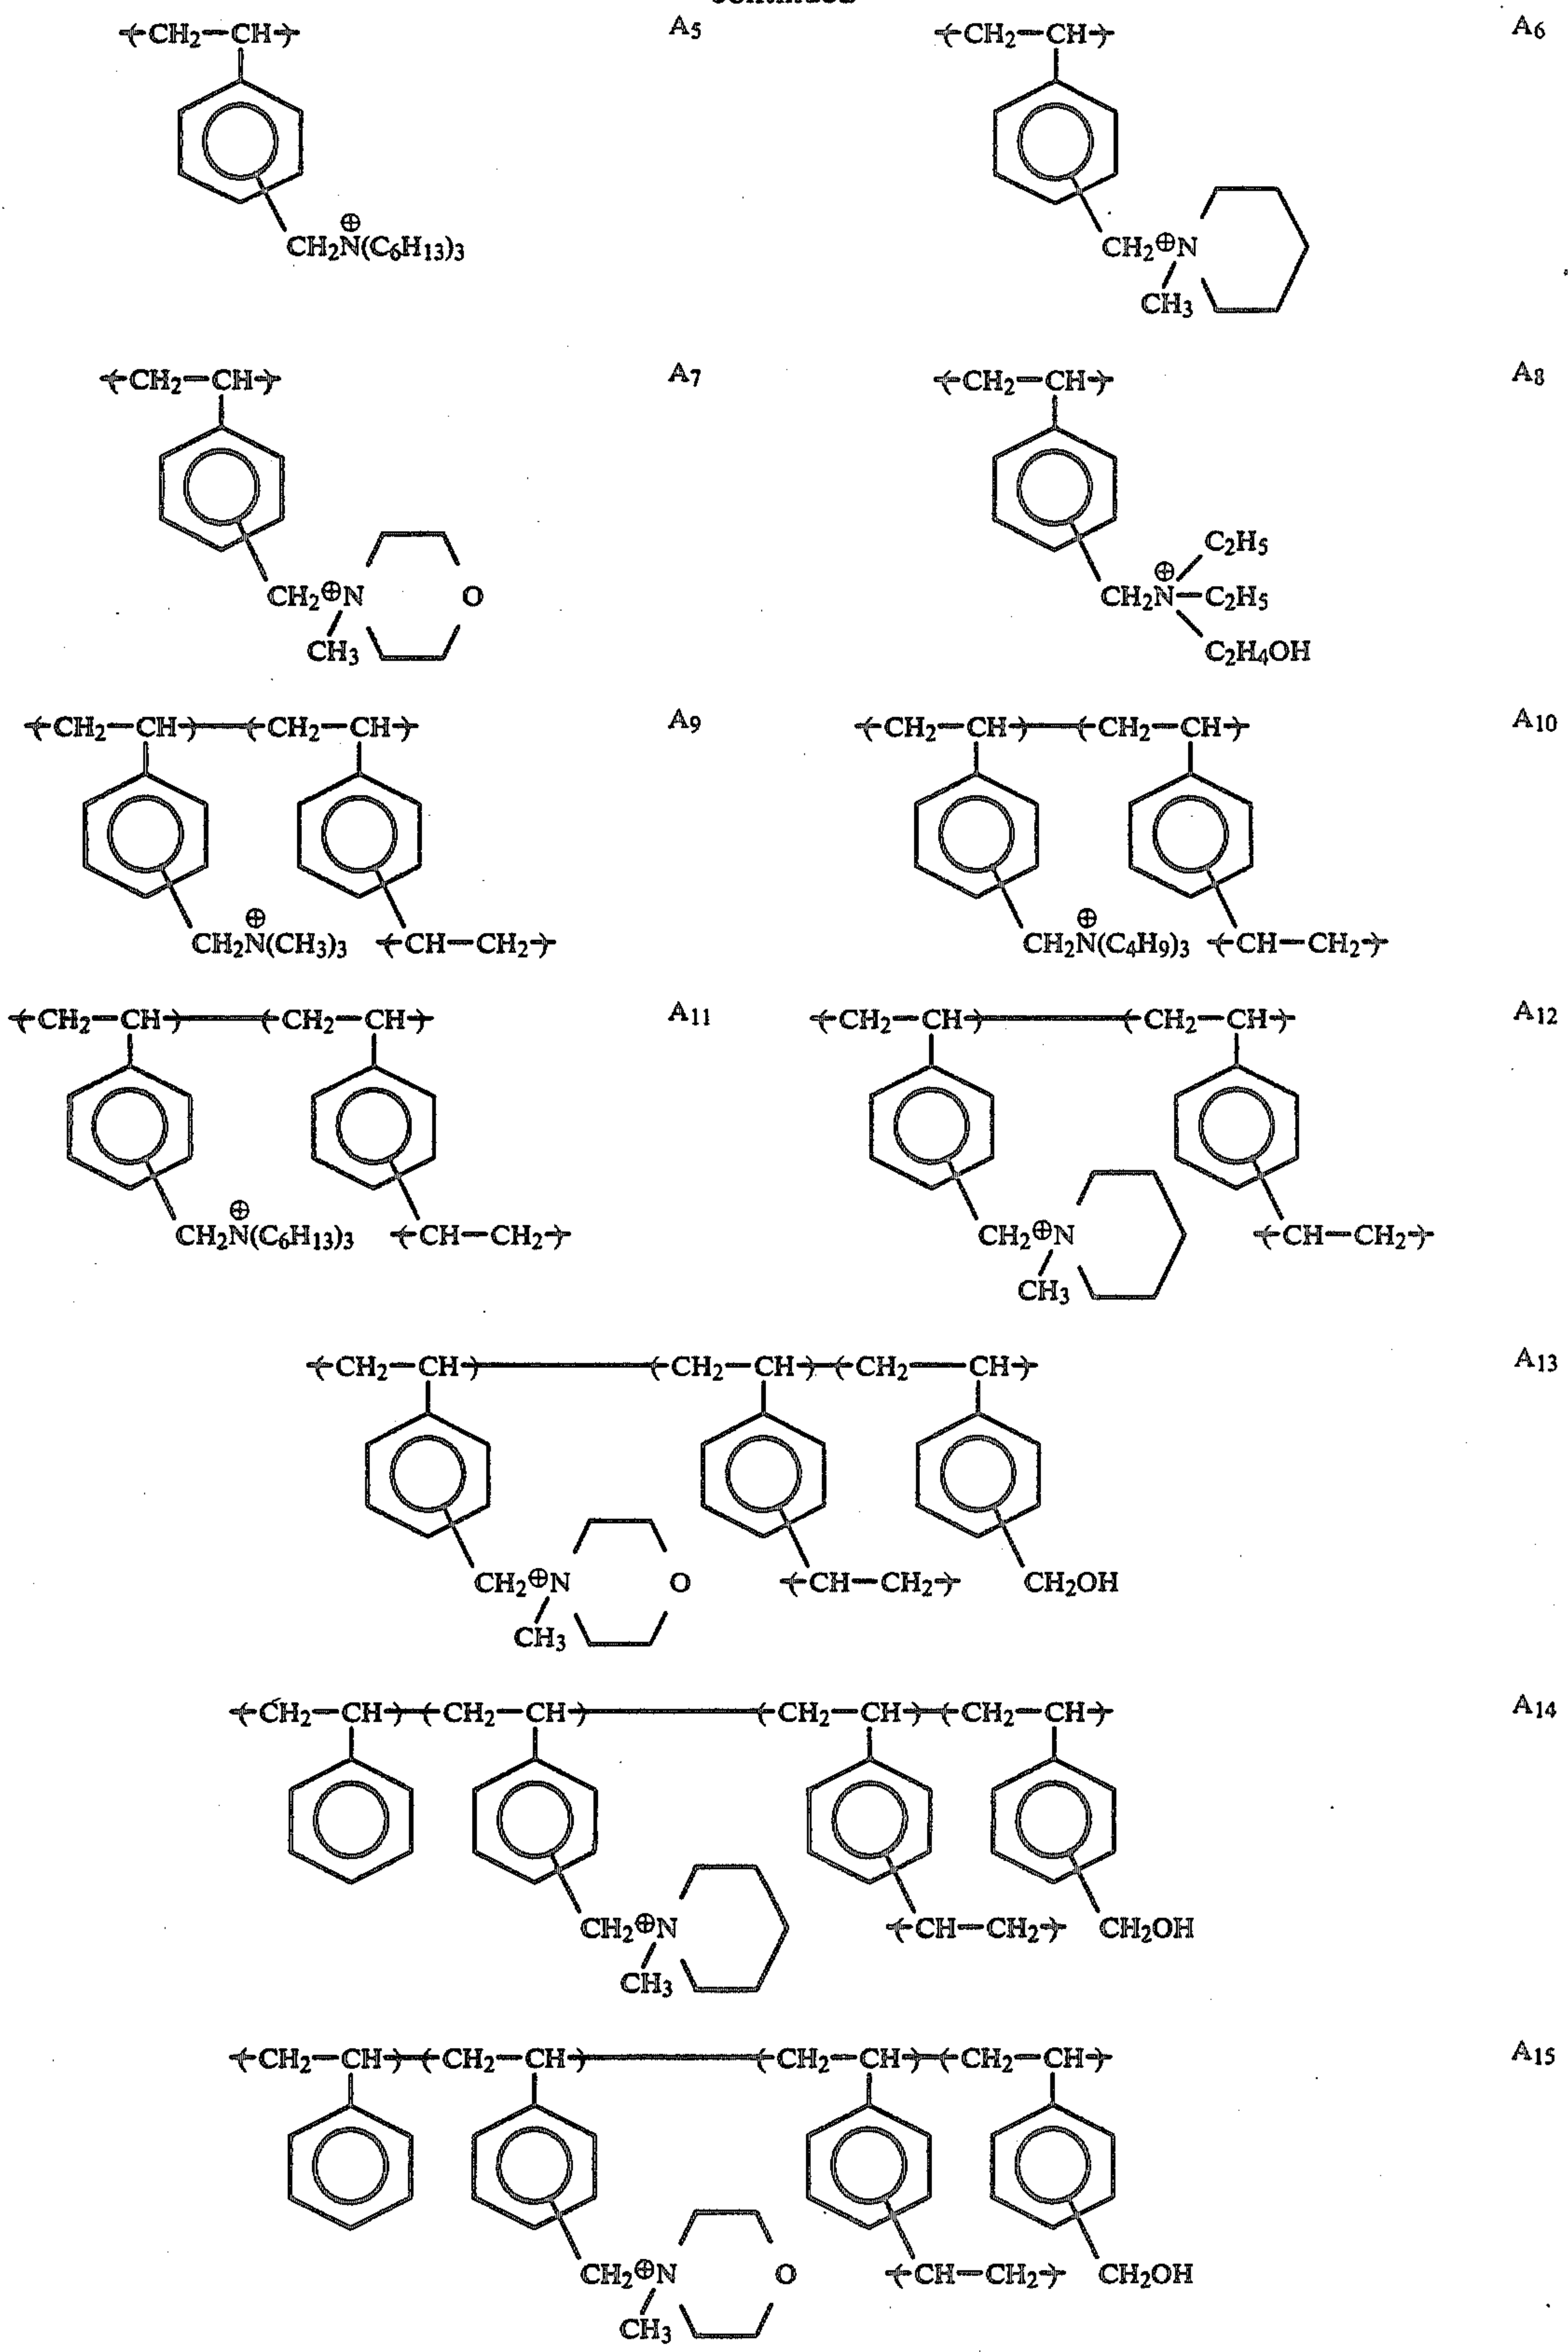 A5
A6
(CH2—CH)
(CH2—CH)
CH2N⊕(C6H13)3
CH2⊕N
CH3
A7
A8
(CH2—CH)
(CH2—CH)
C2H5
CH2⊕N
O
CH2N⊕—C2H5
CH3
C2H4OH
(CH2—CH)—(CH2—CH)
A9
(CH2—CH)—(CH2—CH)
A10
CH2N⊕(CH3)3
(CH—CH2)
CH2N⊕(C4H9)3
(CH—CH2)
(CH2—CH)—(CH2—CH)
A11
(CH2—CH)—(CH2—CH)
A12
CH2N⊕(C6H13)3
(CH—CH2)
CH2⊕N
(CH—CH2)
CH3
(CH2—CH)—(CH2—CH)—(CH2—CH)
A13
CH2⊕N
O
(CH—CH2)
CH2OH
CH3
(CH2—CH)—(CH2—CH)—(CH2—CH)—(CH2—CH)
A14
CH2⊕N
(CH—CH2)
CH2OH
CH3
(CH2—CH)—(CH2—CH)—(CH2—CH)—(CH2—CH)
A15
CH2⊕N
O
(CH—CH2)
CH2OH
CH3